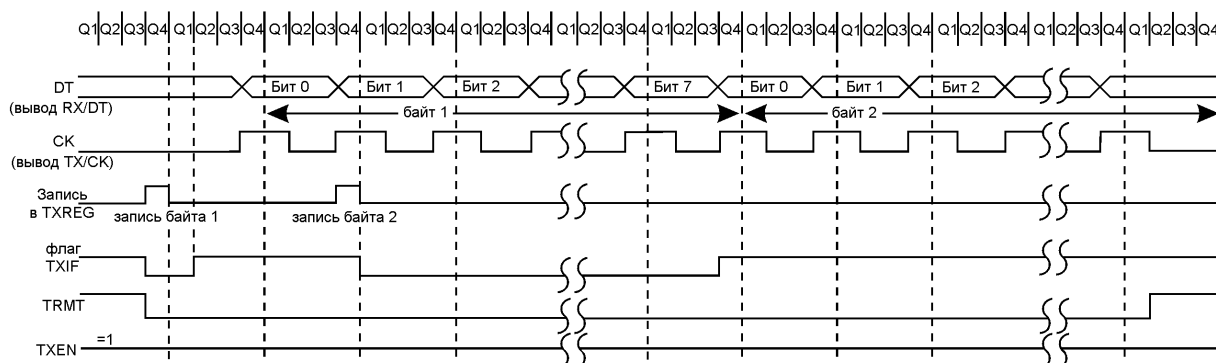 Q1 Q2 Q3 Q4 Q1 Q2 Q3 Q4 Q1 Q2 Q3 Q4 Q1 Q2 Q3 Q4 Q1 Q2 Q3 Q4 Q1 Q2 Q3 Q4 Q1 Q2 Q3 Q4 Q1 Q2 Q3 Q4 Q1 Q2 Q3 Q4 Q1 Q2 Q3 Q4 Q1 Q2 Q3 Q4 Q1 Q2 Q3 Q4
DT Бит 0 Бит 1 Бит 2 Бит 7 Бит 0 Бит 1 Бит 2
(вывод RX/DT) байт 1 байт 2
CK
(вывод TX/CK)
Запись
в TXREG
запись байта 1 запись байта 2
флаг
TXIF
TRMT
TXEN =1